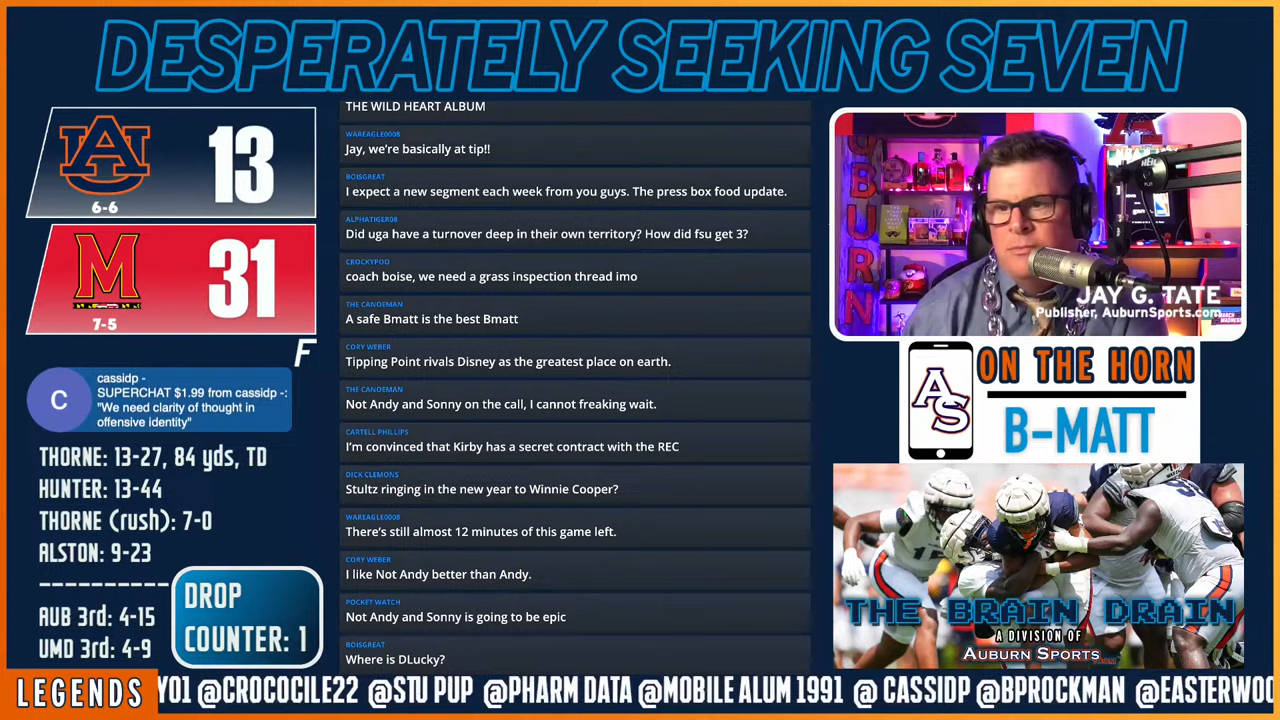 DESPERATELY SEEKING SEVEN
AU
13
6-6
M
31
7-5
F
C
cassidp -
SUPERCHAT $1.99 from cassidp -:
"We need clarity of thought in
offensive identity"
THORNE: 13-27, 84 yds, TD
HUNTER: 13-44
THORNE (rush): 7-0
ALSTON: 9-23
AUB 3rd: 4-15
UMD 3rd: 4-9
DROP
COUNTER: 1
THE WILD HEART ALBUM
WAREAGLE0008
Jay, we're basically at tip!!
BOISGREAT
I expect a new segment each week from you guys. The press box food update.
ALPHATIGER08
Did uga have a turnver deep in their own territory? How did fsu get 3?
CROCKYPOO
coach boise, we need a grass inspection thread imo
THE CANDEMAN
A safe Bmatt is the best Bmatt
CORY WEBER
Tipping Point rivals Disney as the greatest place on earth.
THE CANDEMAN
Not Andy and Sonny on the call, I cannot freaking wait.
CARTELL PHILLIPS
I'm convinced that Kirby has a secret contract with the REC
DICK CLEMONS
Stultz ringing in the new year to Winnie Cooper?
WAREAGLE0008
There's still almost 12 minutes of this game left.
CORY WEBER
I like Not Andy better than Andy.
POCKET WATCH
Not Andy and Sonny is going to be epic
BOISGREAT
Where is DLucky?
BURN
JAY G. TATE
Publisher, AuburnSports.com
AS
ON THE HORN
B-MATT
THE BRAIN DRAIN
A DIVISION OF
AUBURN SPORTS
LEGENDS
YO1 @CROCOCILE22 @STU PUP @PHARM DATA @MOBILE ALUM 1991 @ CASSIDP @BPROCKMAN @EASTERWOO